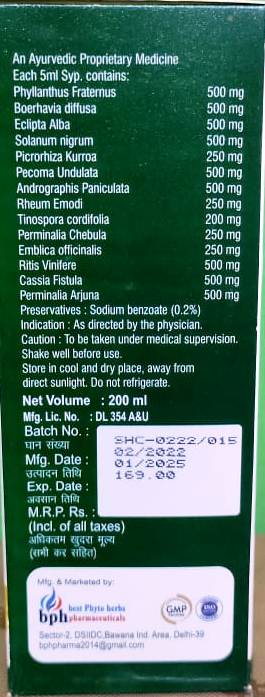 An Ayurvedic Proprietary Medicine
Each 5ml Syp. contains:
Phyllanthus Fraternus 500 mg
Boerhavia diffusa 500 mg
Eclipta Alba 500 mg
Solanum nigrum 500 mg
Picrorhiza Kurroa 250 mg
Pecoma Undulata 500 mg
Andrographis Paniculata 500 mg
Rheum Emodi 250 mg
Tinospora cordifolia 200 mg
Perminalia Chebula 250 mg
Emblica officinalis 250 mg
Ritis Vinifere 500 mg
Cassia Fistula 500 mg
Perminalia Arjuna 500 mg
Preservatives : Sodium benzoate (0.2%)
Indication : As directed by the physician.
Caution : To be taken under medical supervision.
Shake well before use.
Store in cool and dry place, away from
direct sunlight. Do not refrigerate.
Net Volume : 200 ml
Mfg. Lic. No. : DL 354 A&U
Batch No. : SHC-0222/015
घान संख्या
Mfg. Date : 02/2022
उत्पादन तिथि
Exp. Date : 01/2025
अवसान तिथि
M.R.P. Rs. : 169.00
(Incl. of all taxes)
अधिकतम खुदरा मूल्य
(सभी कर सहित)
Mfg. & Marketed by:
bph best Phyto herbs
pharmaceuticals
GMP
ISO
Sector-2, DSIIDC,Bawana Ind. Area, Delhi-39
bphpharma2014@gmail.com